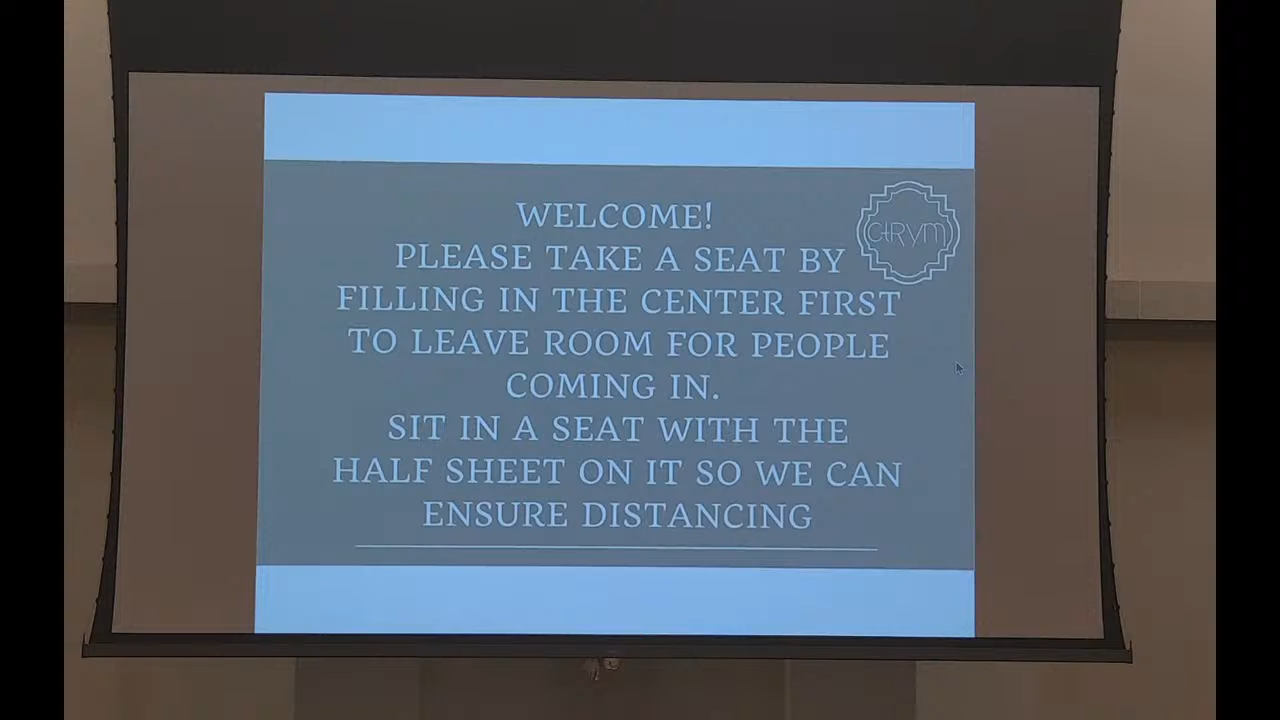 WELCOME!
PLEASE TAKE A SEAT BY
FILLING IN THE CENTER FIRST
TO LEAVE ROOM FOR PEOPLE
COMING IN.
SIT IN A SEAT WITH THE
HALF SHEET ON IT SO WE CAN
ENSURE DISTANCING
CTRYM